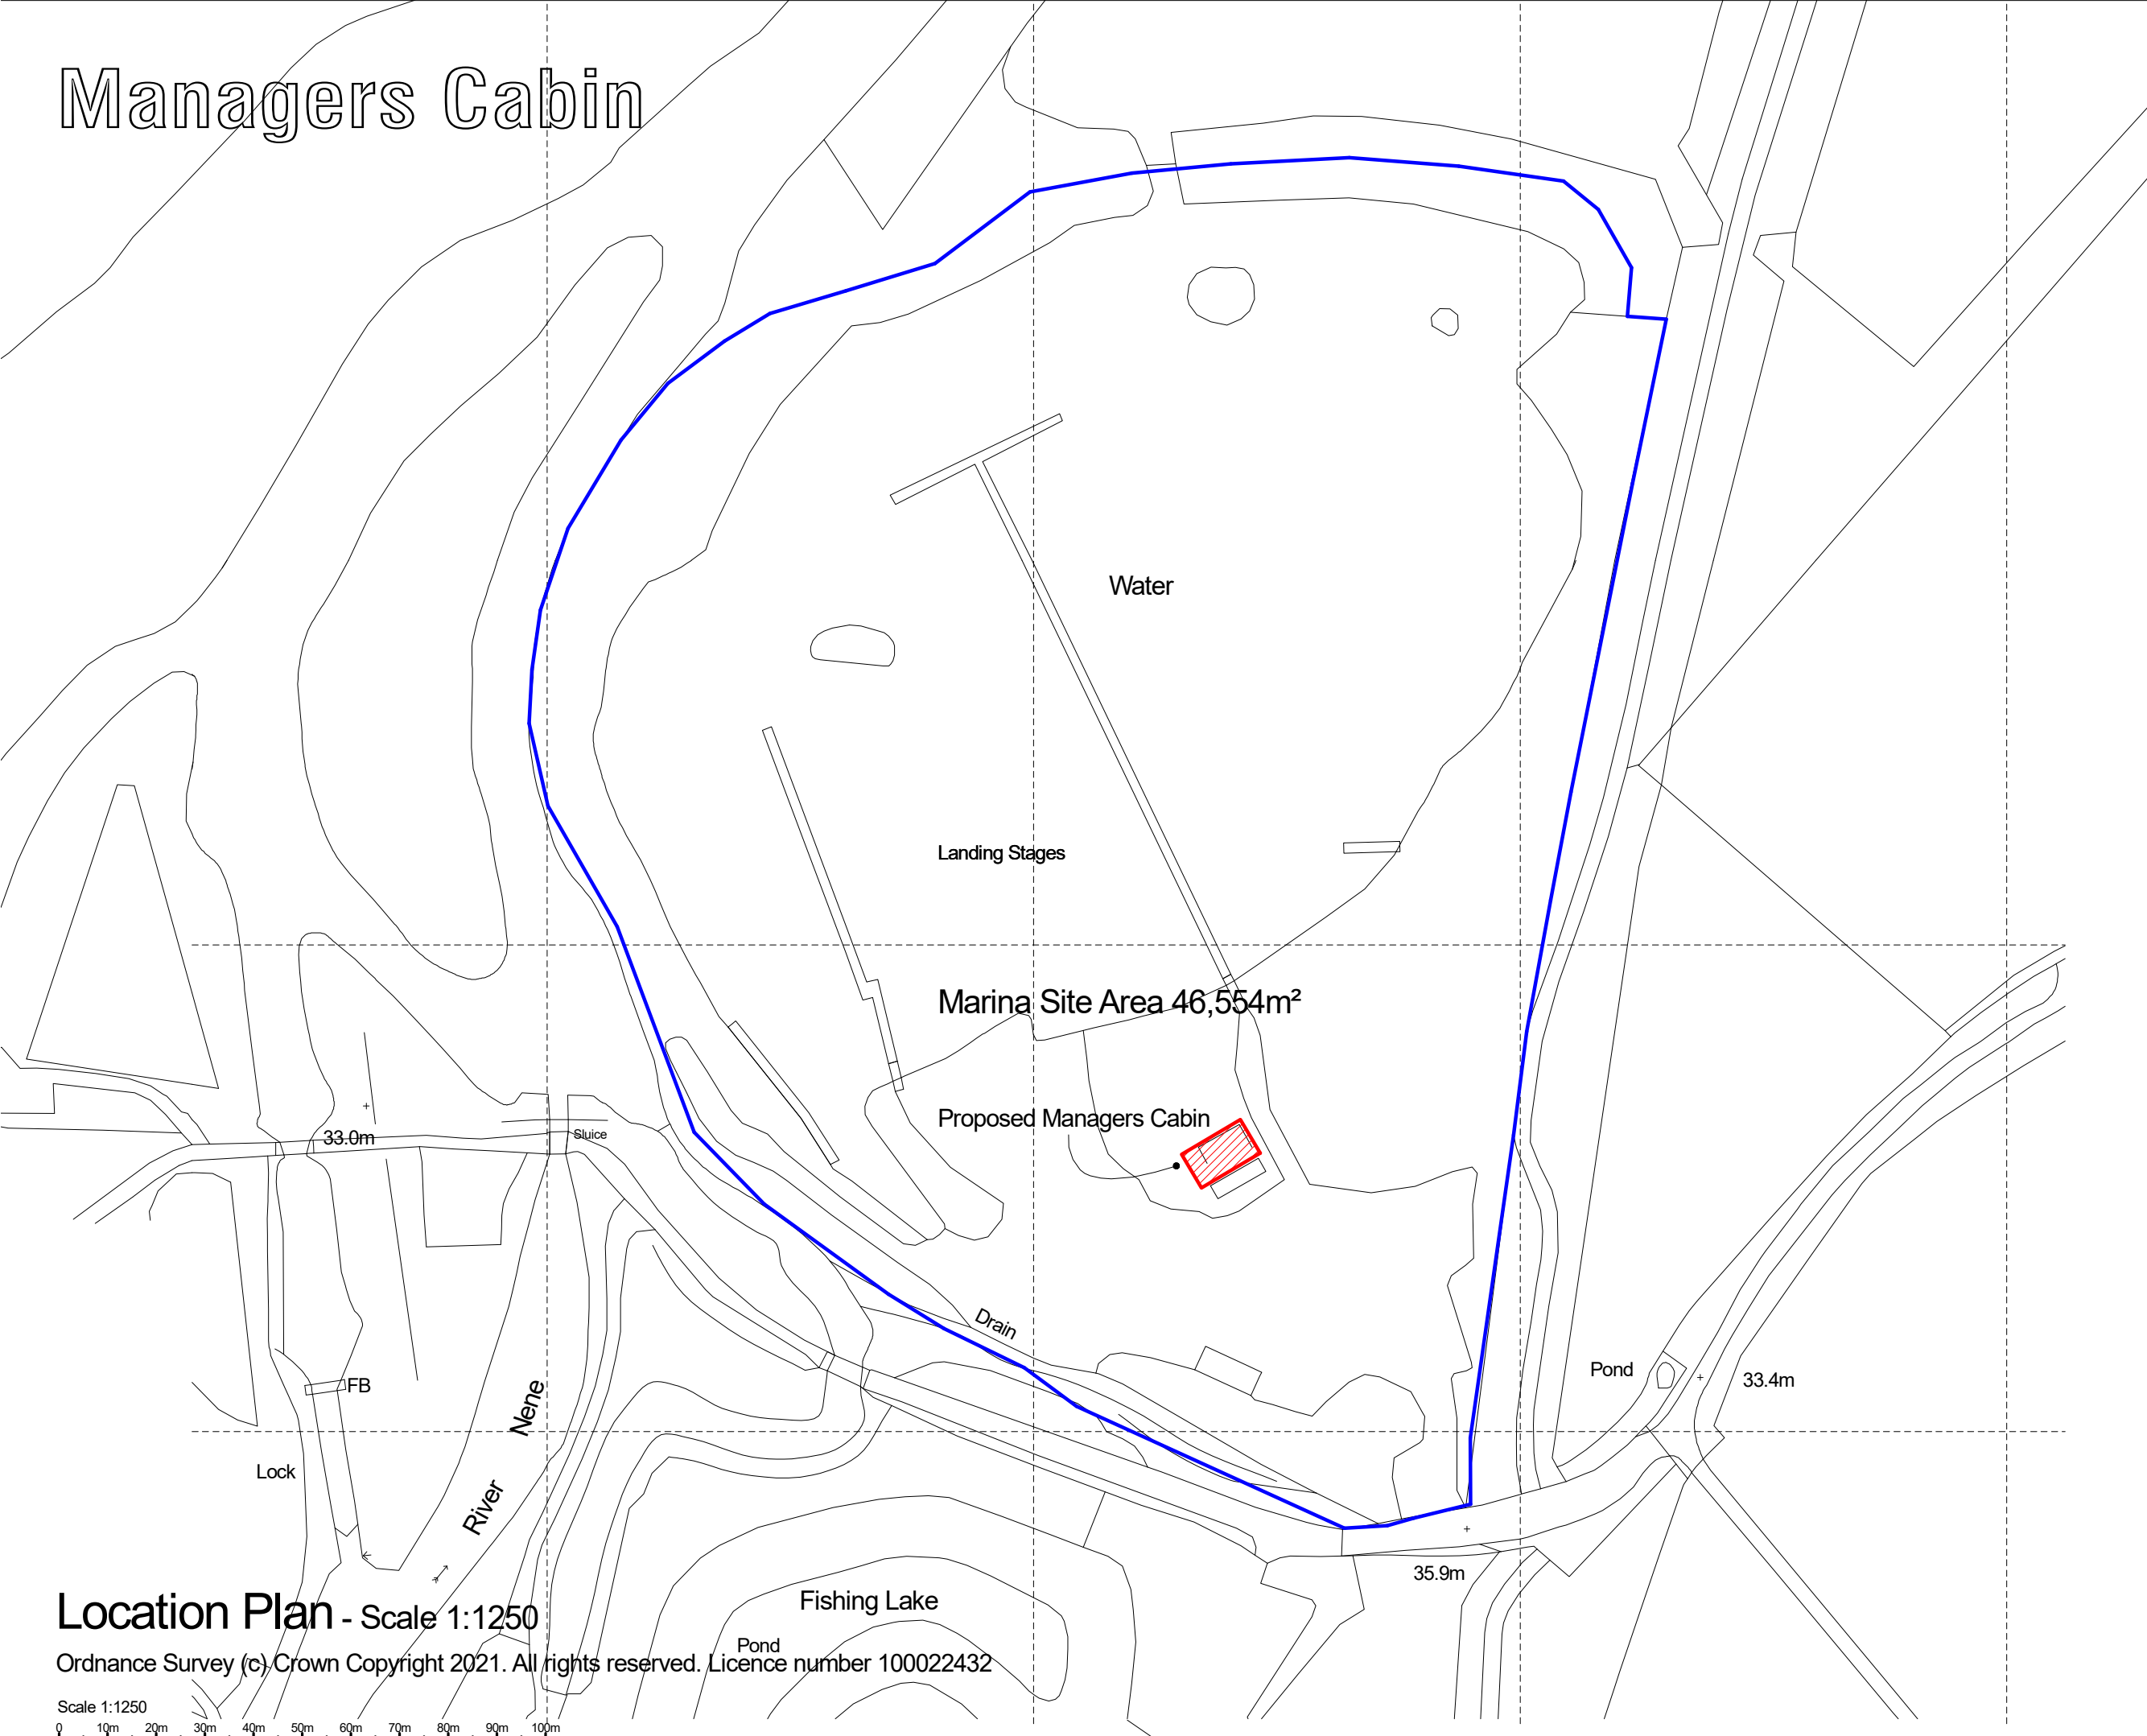 Managers Cabin
Water
Landing Stages
Marina Site Area 46,554m²
Proposed Managers Cabin
33.0m
Sluice
Drain
Pond
33.4m
FB
Nene
Lock
River
35.9m
Location Plan - Scale 1:1250
Fishing Lake
Pond
Ordnance Survey (c) Crown Copyright 2021. All rights reserved. Licence number 100022432
Scale 1:1250
0 10m 20m 30m 40m 50m 60m 70m 80m 90m 100m